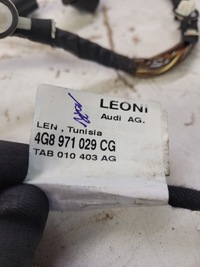 LEONI
Audi AG.
LEN , Tunisia
4G8 971 029 CG
TAB 010 403 AG